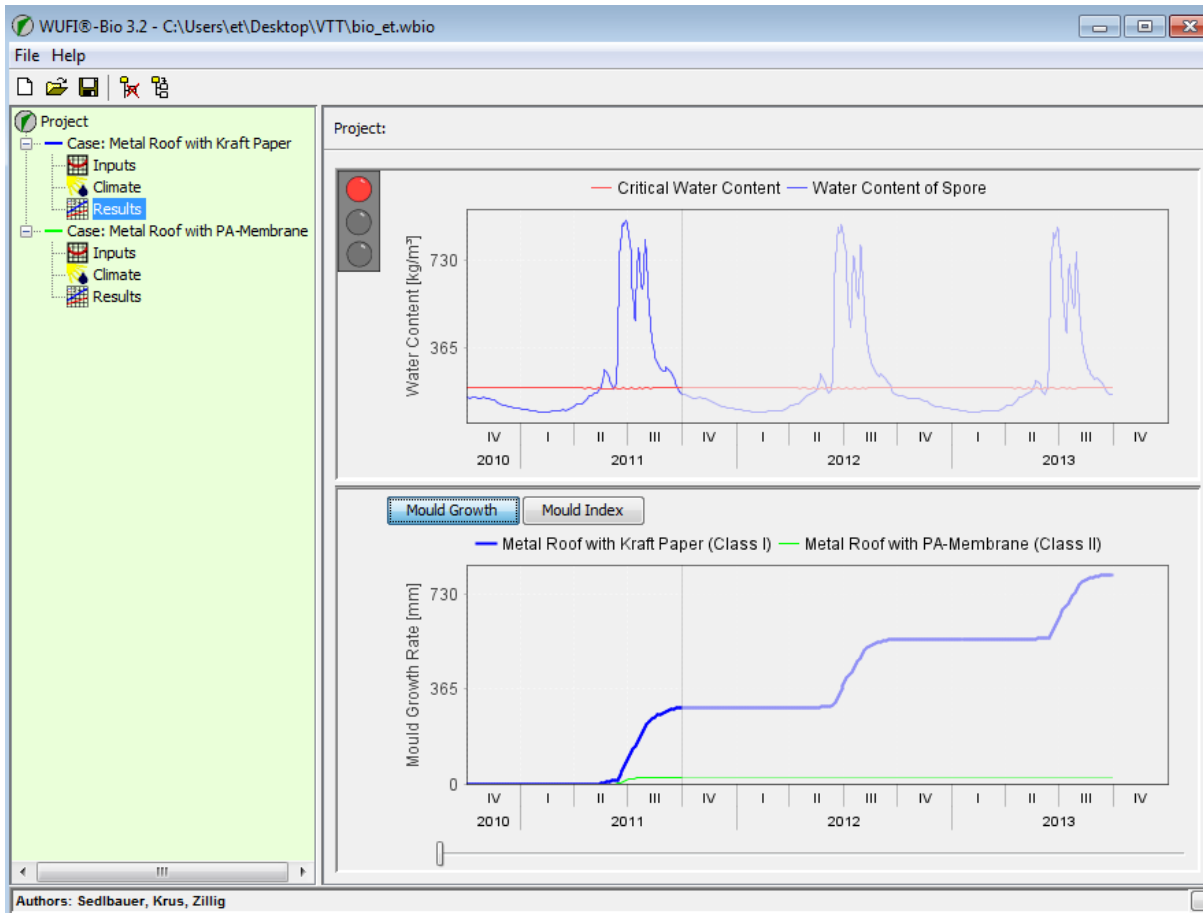 WUFI®-Bio 3.2 - C:\Users\et\Desktop\VTT\bio_et.wbio
File Help
Project
Case: Metal Roof with Kraft Paper
Inputs
Climate
Results
Case: Metal Roof with PA-Membrane
Inputs
Climate
Results
Project:
Critical Water Content Water Content of Spore
Water Content [kg/m³]
730
365
IV I II III IV I II III IV I II III IV
2010 2011 2012 2013
Mould Growth Mould Index
Metal Roof with Kraft Paper (Class I) Metal Roof with PA-Membrane (Class II)
Mould Growth Rate [mm]
730
365
0
IV I II III IV I II III IV I II III IV
2010 2011 2012 2013
Authors: Sedlbauer, Krus, Zillig